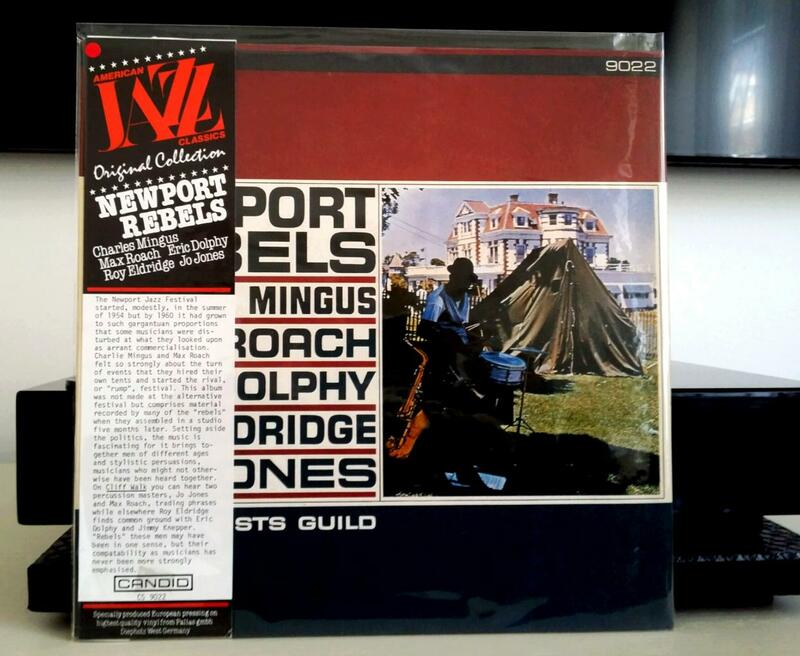 AMERICAN
JAZZ
CLASSICS
Original Collection
NEWPORT
REBELS
Charles Mingus
Max Roach Eric Dolphy
Roy Eldridge Jo Jones
The Newport Jazz Festival
started, modestly, in the summer
of 1954 but by 1960 it had grown
to such gargantuan proportions
that some musicians were dis-
turbed at what they looked upon
as arrant commercialisation.
Charlie Mingus and Max Roach
felt so strongly about the turn
of events that they hired their
own tents and started the rival,
or "rump", festival. This album
was not made at the alternative
festival but comprises material
recorded by many of the "rebels"
when they assembled in a studio
five months later. Setting aside
the politics, the music is
fascinating for it brings to-
gether men of different ages
and stylistic persuasions,
musicians who might not other-
wise have been heard together.
On Cliff Walk you can hear two
percussion masters, Jo Jones
and Max Roach, trading phrases
while elsewhere Roy Eldridge
finds common ground with Eric
Dolphy and Jimmy Knepper.
"Rebels" these men may have
been in one sense, but their
compatability as musicians has
never been more strongly
emphasised.
CANDID
CS 9022
Specially produced European pressing on
highest quality vinyl from Pallas gmbh
Diepholz West Germany
9022
PORT
BELS
MINGUS
ROACH
OLPHY
DRIDGE
ONES
STS GUILD